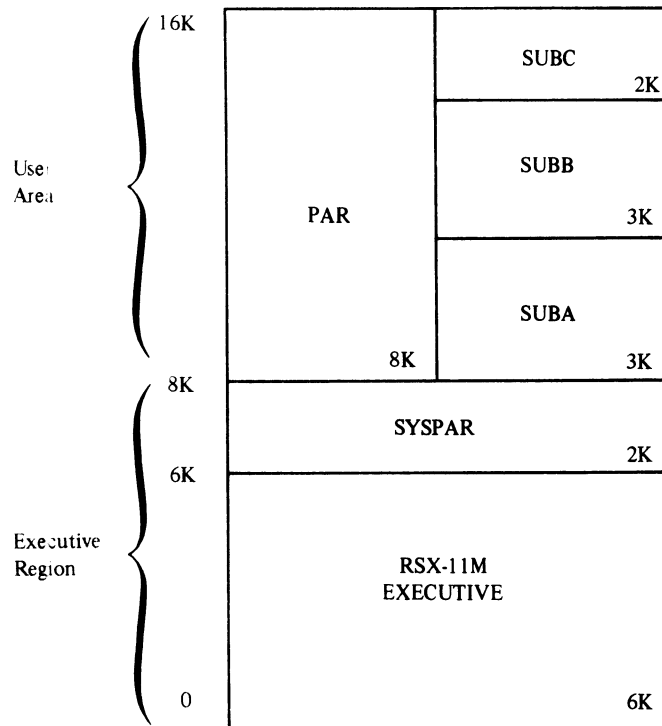 16K
SUBC
2K
User
Area
SUBB
3K
PAR
SUBA
8K
3K
8K
SYSPAR
2K
6K
Executive
Region
RSX-11M
EXECUTIVE
0
6K